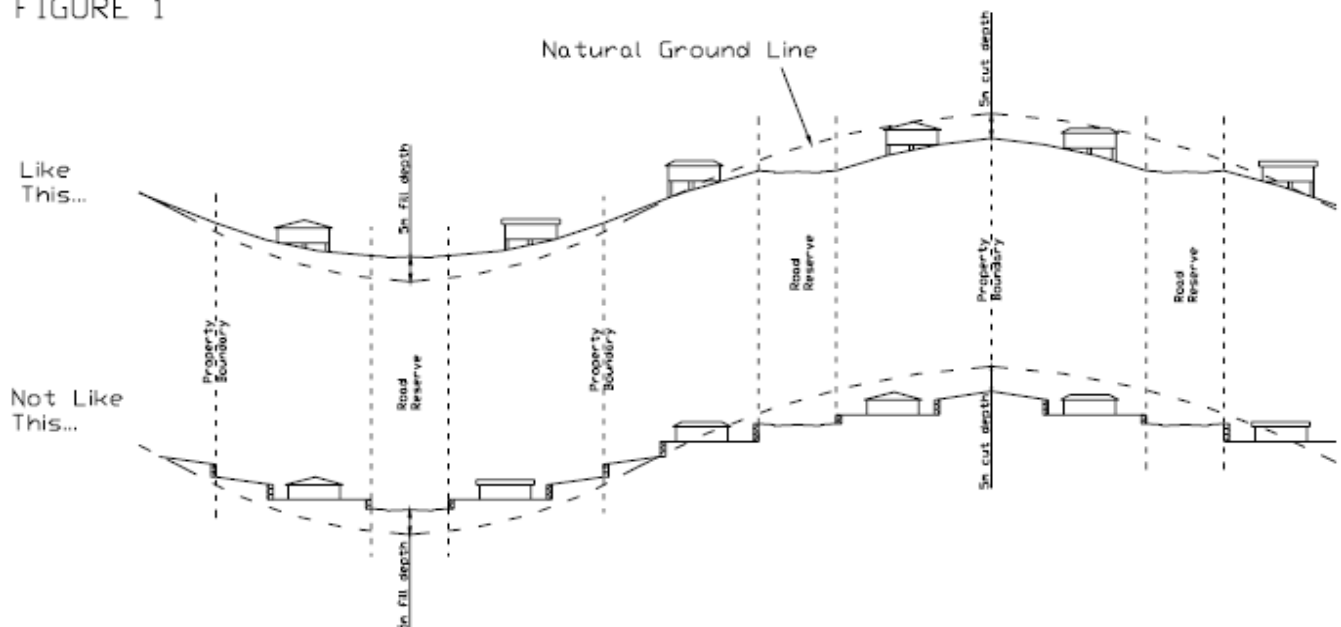 FIGURE 1
Natural Ground Line
5m cut depth
Like
This...
5m fill depth
Road
Reserve
Property
Boundary
Road
Reserve
Property
Boundary
Road
Reserve
Property
Boundary
Not Like
This...
5m cut depth
fill depth